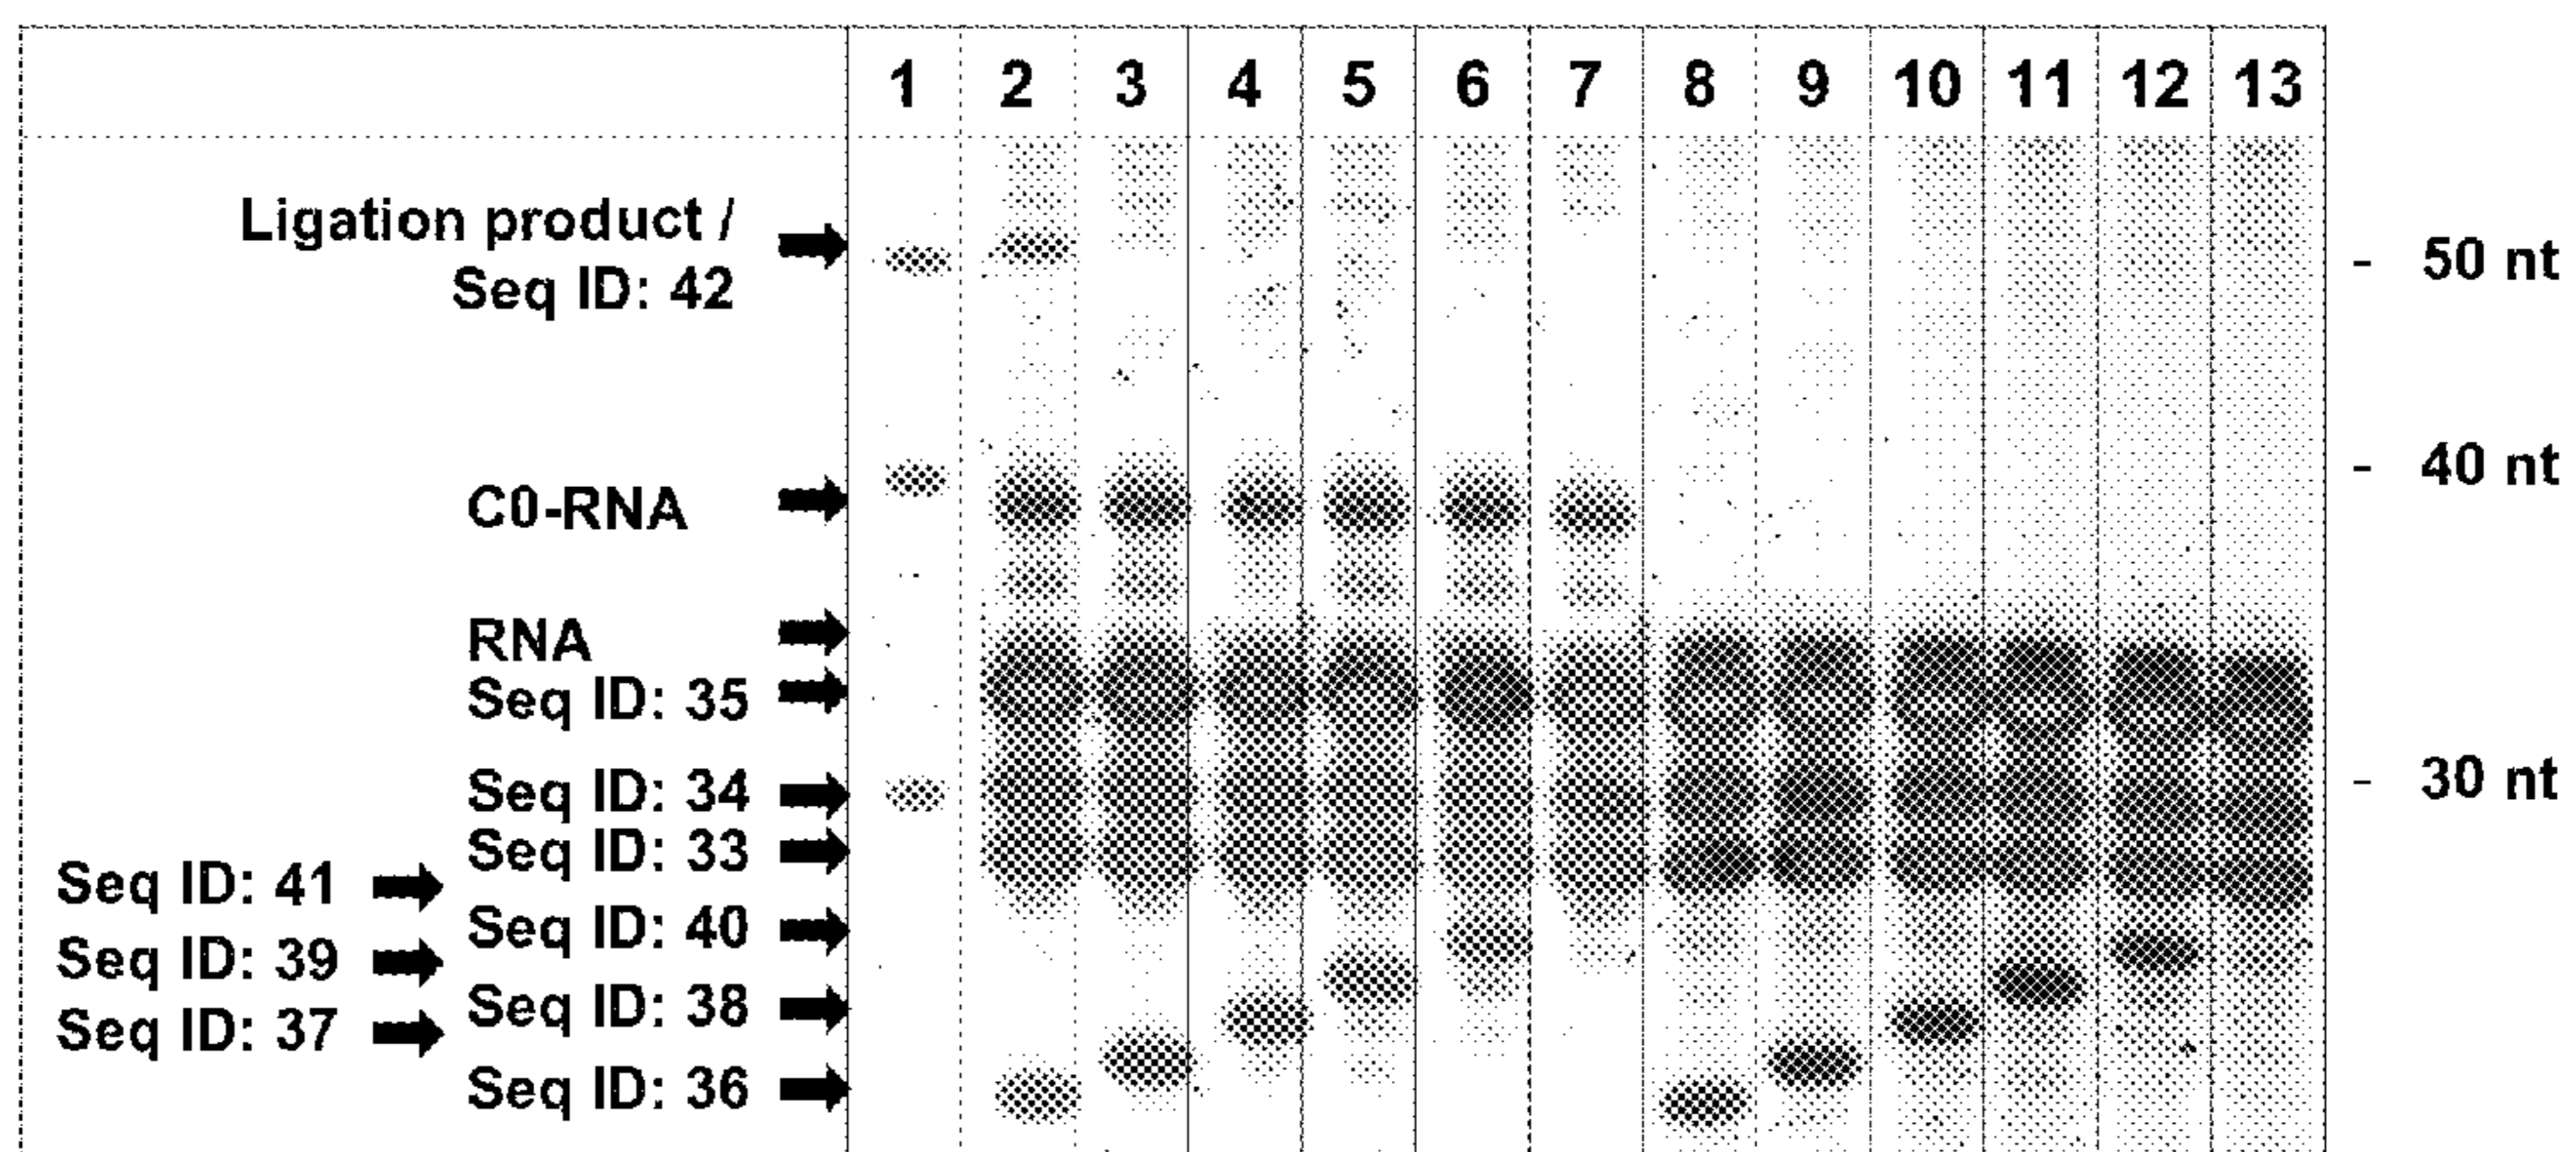 1 2 3 4 5 6 7 8 9 10 11 12 13
Ligation product /
Seq ID: 42
- 50 nt
- 40 nt
C0-RNA
RNA
Seq ID: 35
Seq ID: 34
- 30 nt
Seq ID: 33
Seq ID: 41
Seq ID: 40
Seq ID: 39
Seq ID: 38
Seq ID: 37
Seq ID: 36